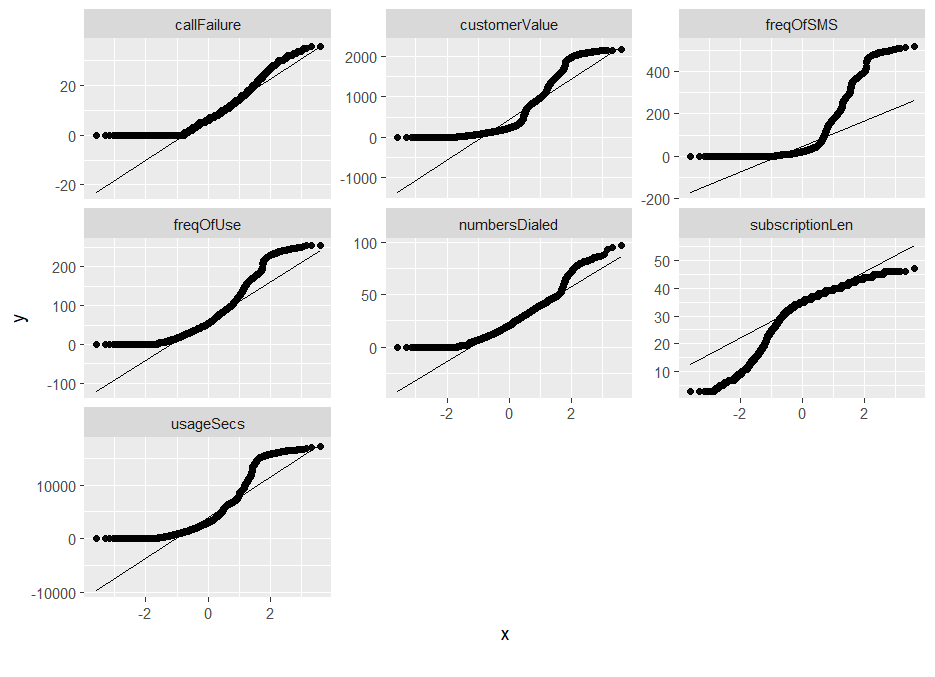 callFailure
customerValue
freqOfSMS
20
0
-20
2000
1000
0
-1000
400
200
0
-200
freqOfUse
numbersDialed
subscriptionLen
200
100
0
-100
100
50
0
50
40
30
20
10
-2 0 2
-2 0 2
usageSecs
10000
0
-10000
-2 0 2
y
x